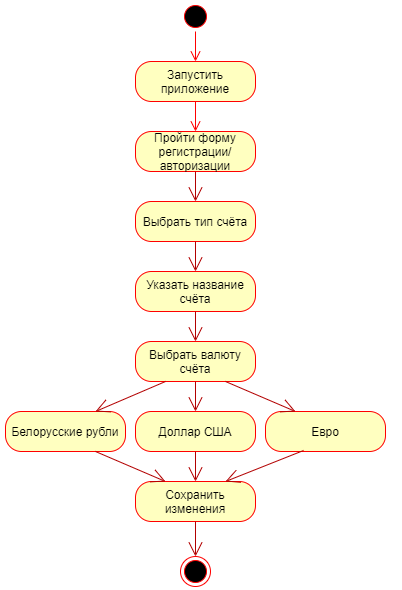 Запустить
приложение
Пройти форму
регистрации/
авторизации
Выбрать тип счёта
Указать название
счёта
Выбрать валюту
счёта
Белорусские рубли
Доллар США
Евро
Сохранить
изменения